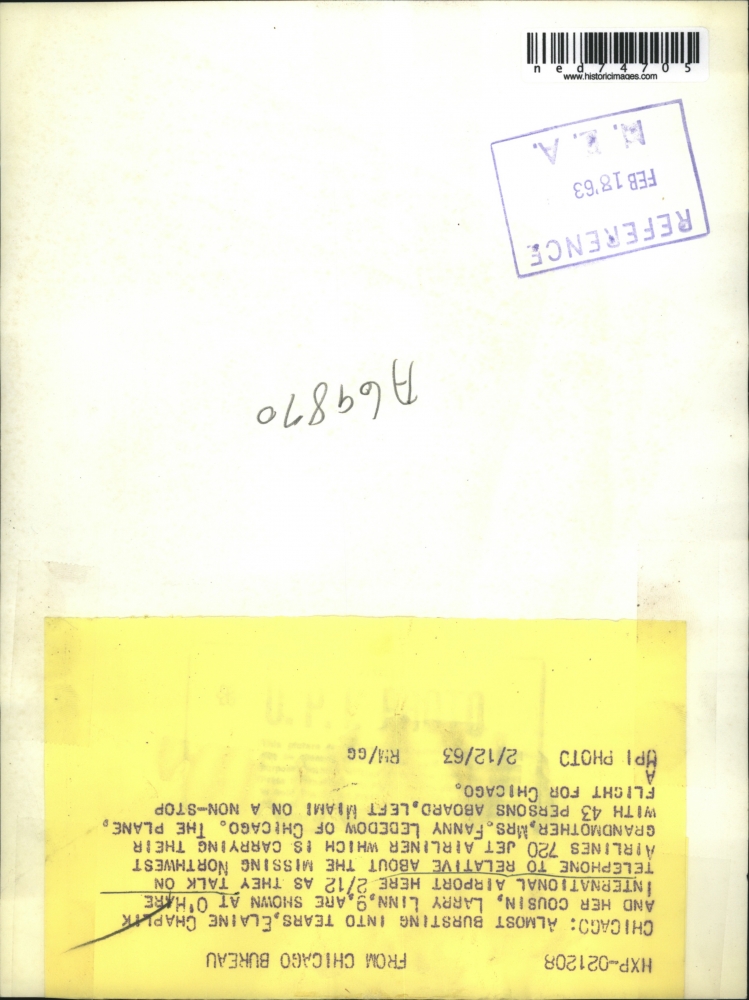 ned74705
www.historicimages.com
REFERENCE
FEB 18 '63
N. E. A.
A69870
HXP-021208 FROM CHICAGO BUREAU
CHICAGO: ALMOST BURSTING INTO TEARS,ELAINE CHAPLIK
AND HER COUSIN, LARRY LINN,9,ARE SHOWN AT O'HARE
INTERNATIONAL AIRPORT HERE 2/12 AS THEY TALK ON
TELEPHONE TO RELATIVE ABOUT THE MISSING NORTHWEST
AIRLINES 720 JET AIRLINER WHICH IS CARRYING THEIR
GRANDMOTHER,MRS.FANNY LEDEDOW OF CHICAGO. THE PLANE,
WITH 43 PERSONS ABOARD,LEFT MIAMI ON A NON-STOP
FLIGHT FOR CHICAGO.
A
UPI PHOTO 2/12/63 RM/GG
U.P.I. PHOTO